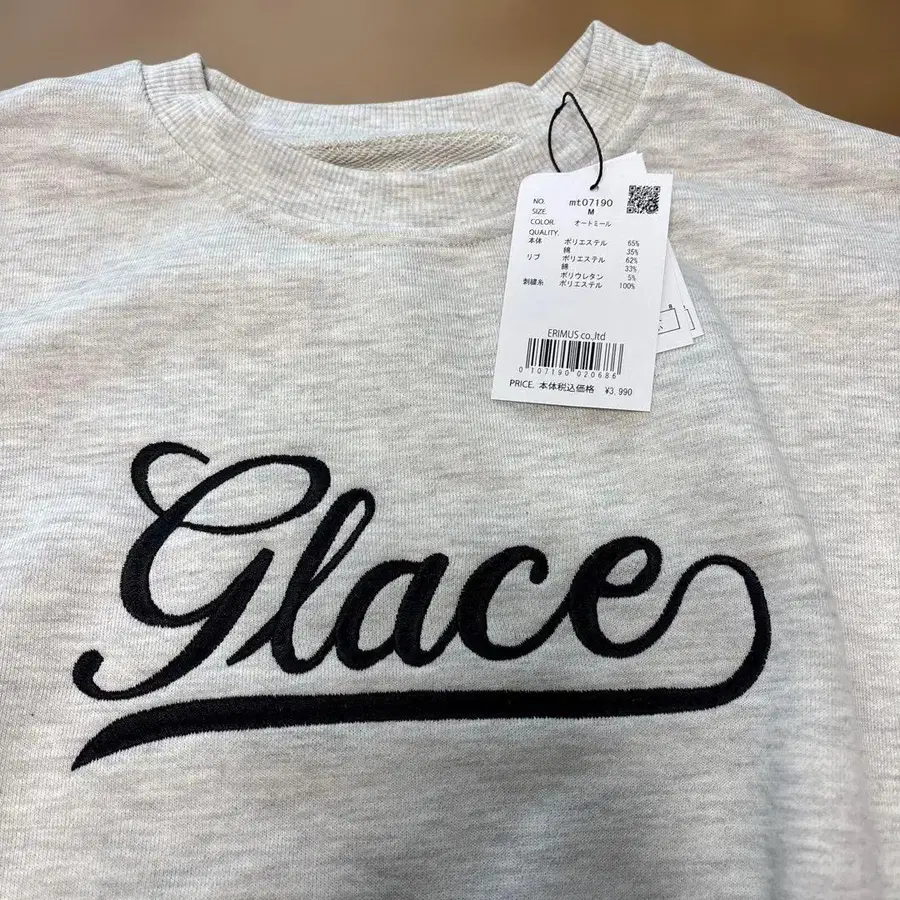 NO. mt07190
SIZE. M
COLOR. オートミール
QUALITY.
本体 ポリエステル 65%
綿 35%
リブ ポリエステル 62%
綿 33%
ポリウレタン 5%
刺繍糸 ポリエステル 100%
ERIMUS co.,ltd
0 107190 020686
PRICE. 本体税込価格 ¥3,990
Glace